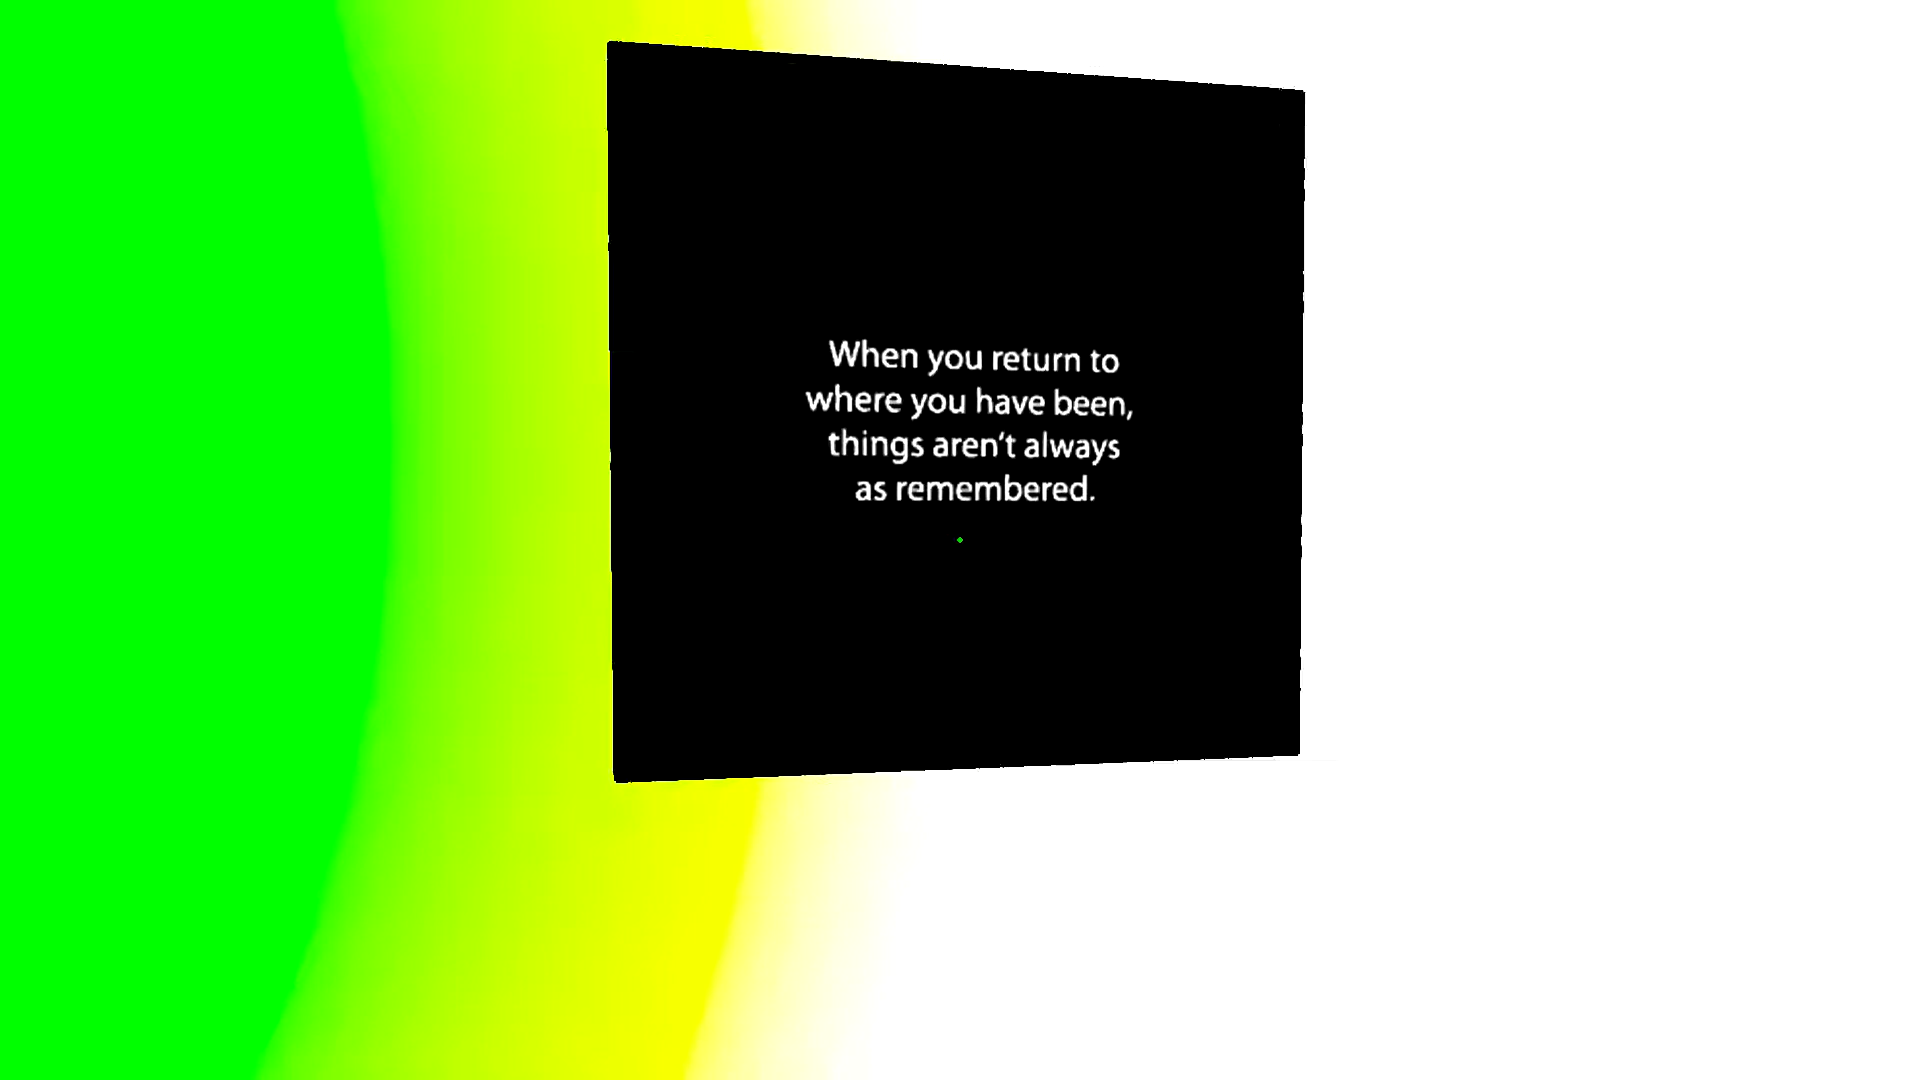 When you return to
where you have been,
things aren't always
as remembered.